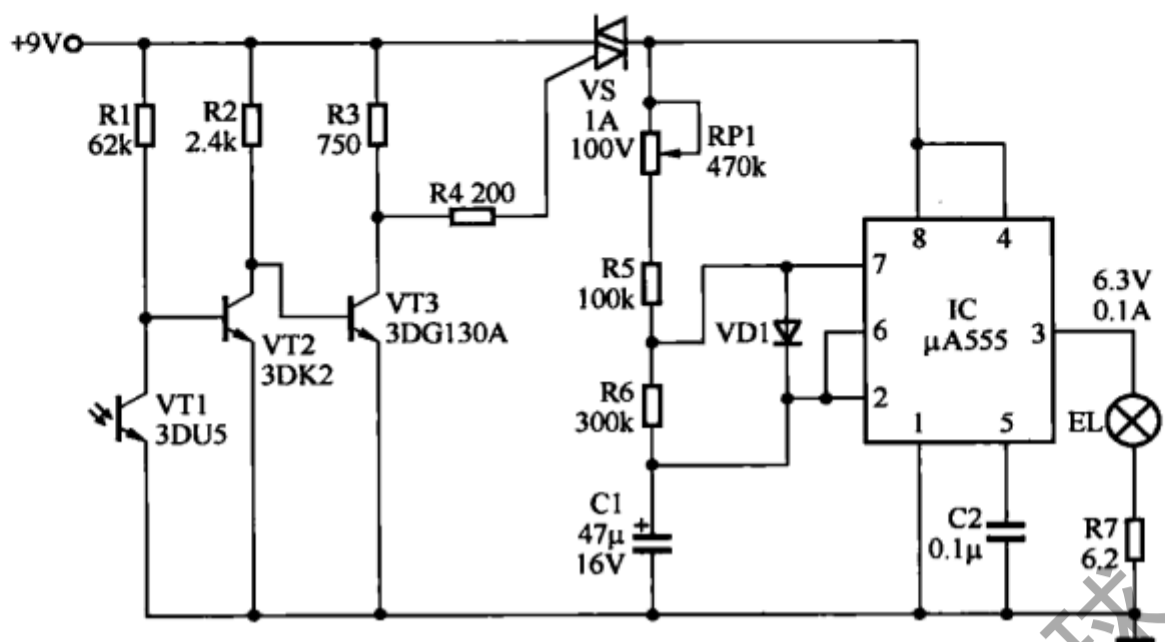 +9V
R1
62k
R2
2.4k
R3
750
R4 200
VS
1A
100V
RP1
470k
R5
100k
R6
300k
VD1
C1
47μ
16V
+
VT1
3DU5
VT2
3DK2
VT3
3DG130A
8
4
7
6
2
3
1
5
IC
μA555
6.3V
0.1A
EL
C2
0.1μ
R7
6.2
球